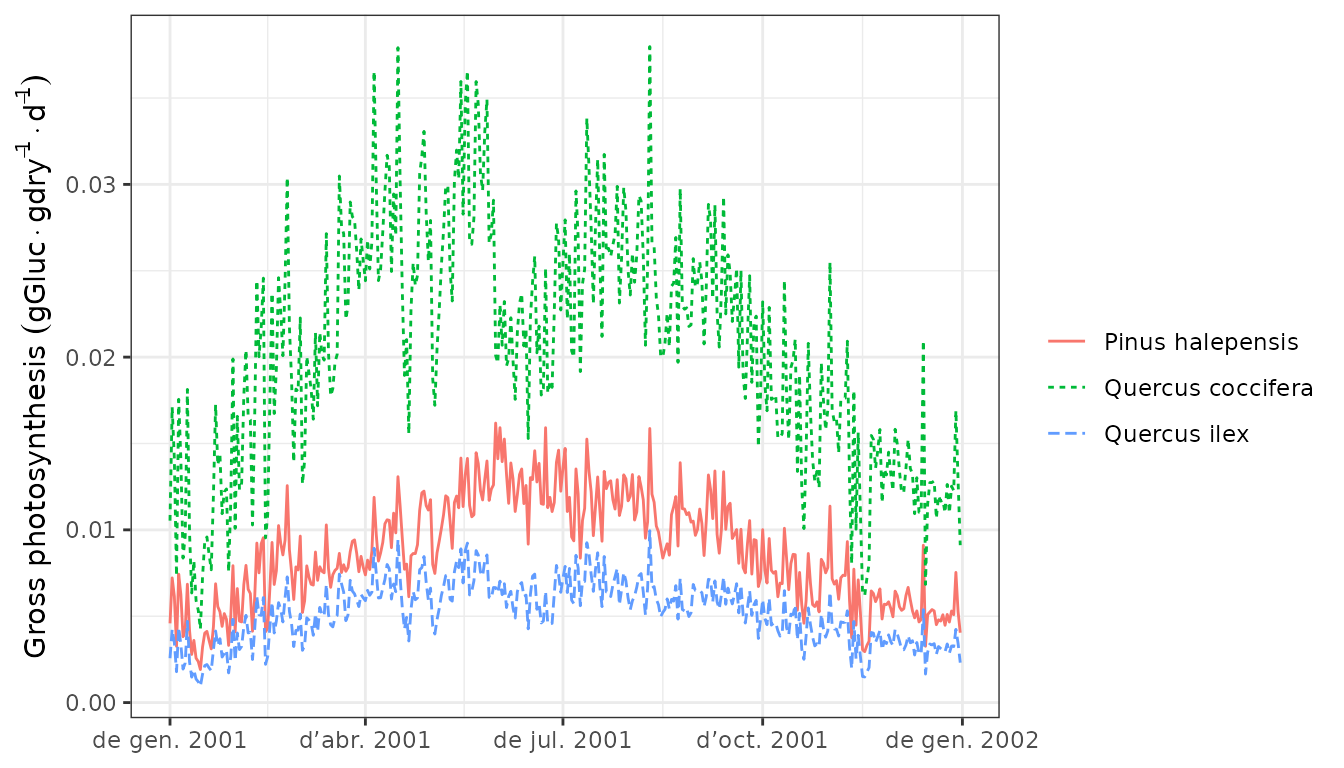 Gross photosynthesis (gGluc · gdry⁻¹ · d⁻¹)
0.03
0.02
0.01
0.00
de gen. 2001 d’abr. 2001 de jul. 2001 d’oct. 2001 de gen. 2002
Pinus halepensis
Quercus coccifera
Quercus ilex